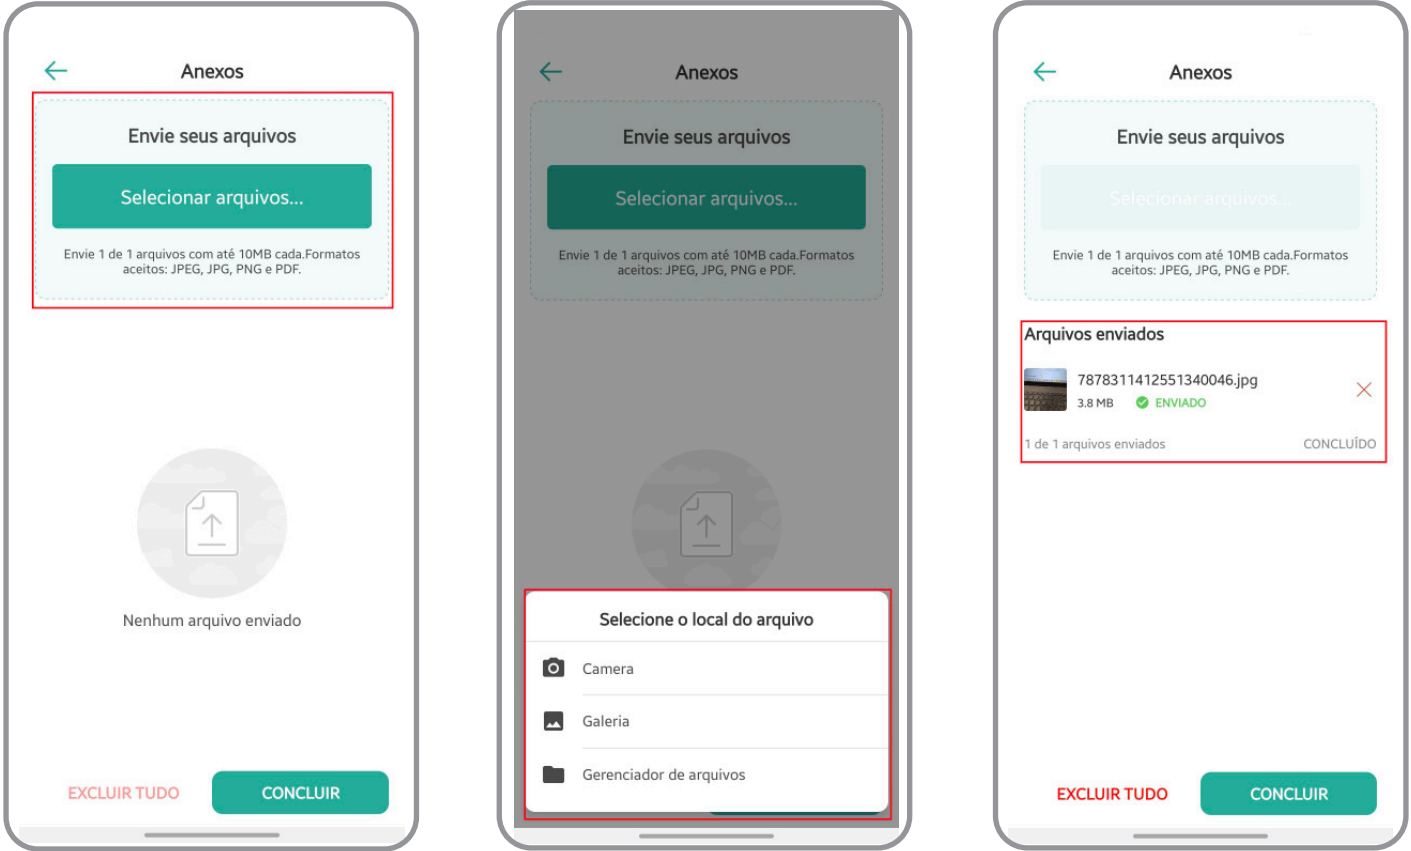 Anexos
Envie seus arquivos
Selecionar arquivos...
Envie 1 de 1 arquivos com até 10MB cada.Formatos
aceitos: JPEG, JPG, PNG e PDF.
Nenhum arquivo enviado
EXCLUIR TUDO
CONCLUIR
Anexos
Envie seus arquivos
Selecionar arquivos...
Envie 1 de 1 arquivos com até 10MB cada.Formatos
aceitos: JPEG, JPG, PNG e PDF.
Selecione o local do arquivo
Camera
Galeria
Gerenciador de arquivos
Anexos
Envie seus arquivos
Selecionar arquivos...
Envie 1 de 1 arquivos com até 10MB cada.Formatos
aceitos: JPEG, JPG, PNG e PDF.
Arquivos enviados
7878311412551340046.jpg
3.8 MB ENVIADO
1 de 1 arquivos enviados CONCLUÍDO
EXCLUIR TUDO
CONCLUIR